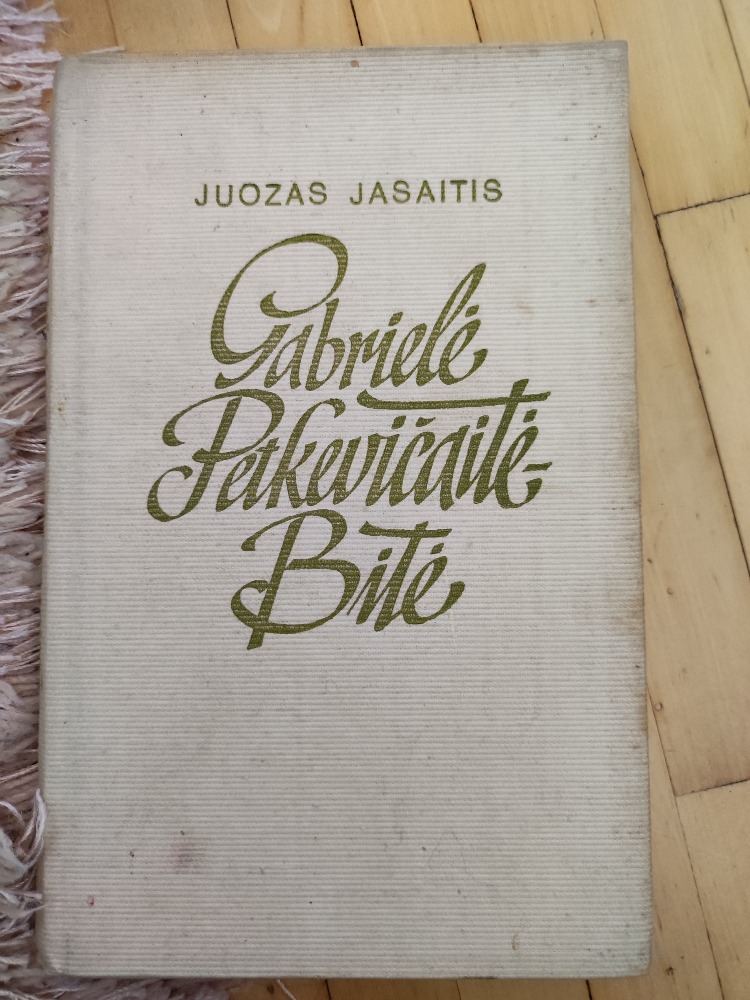 JUOZAS JASAITIS
Gabrielė
Petkevičaitė-
Bitė